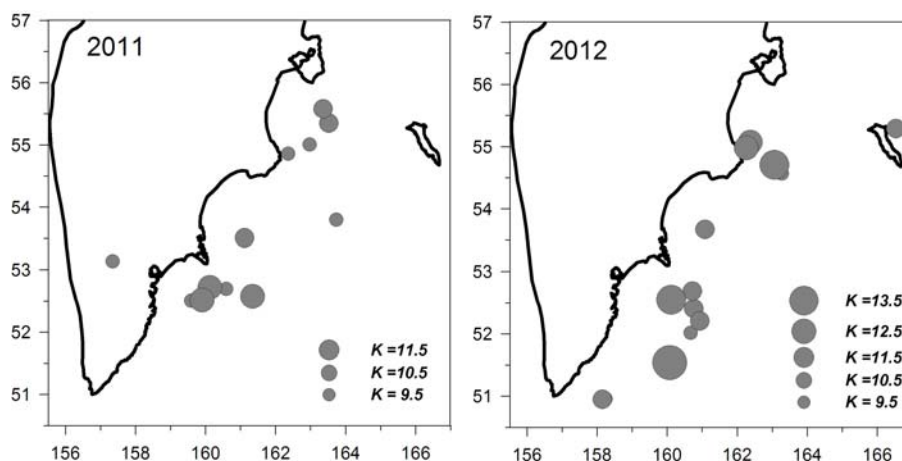 57
2011
56
55
54
53
52
51
K =11.5
K =10.5
K = 9.5
156 158 160 162 164 166
57
2012
56
55
54
53
52
51
K = 13.5
K = 12.5
K = 11.5
K = 10.5
K = 9.5
156 158 160 162 164 166